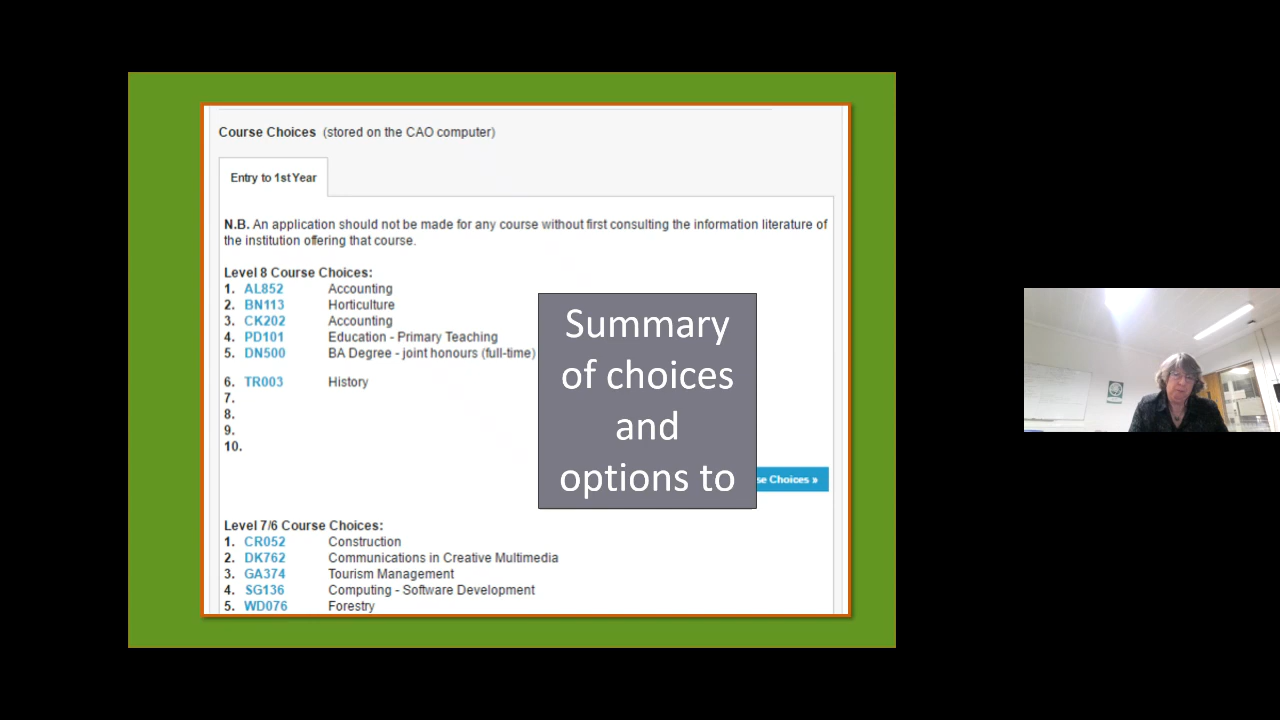 Course Choices (stored on the CAO computer)
Entry to 1st Year
N.B. An application should not be made for any course without first consulting the information literature of
the institution offering that course.
Level 8 Course Choices:
1. AL852 Accounting
2. BN113 Horticulture
3. CK202 Accounting
4. PD101 Education - Primary Teaching
5. DN500 BA Degree - joint honours (full-time)
6. TR003 History
7.
8.
9.
10.
Summary
of choices
and
options to
se Choices »
Level 7/6 Course Choices:
1. CR052 Construction
2. DK762 Communications in Creative Multimedia
3. GA374 Tourism Management
4. SG136 Computing - Software Development
5. WD076 Forestry